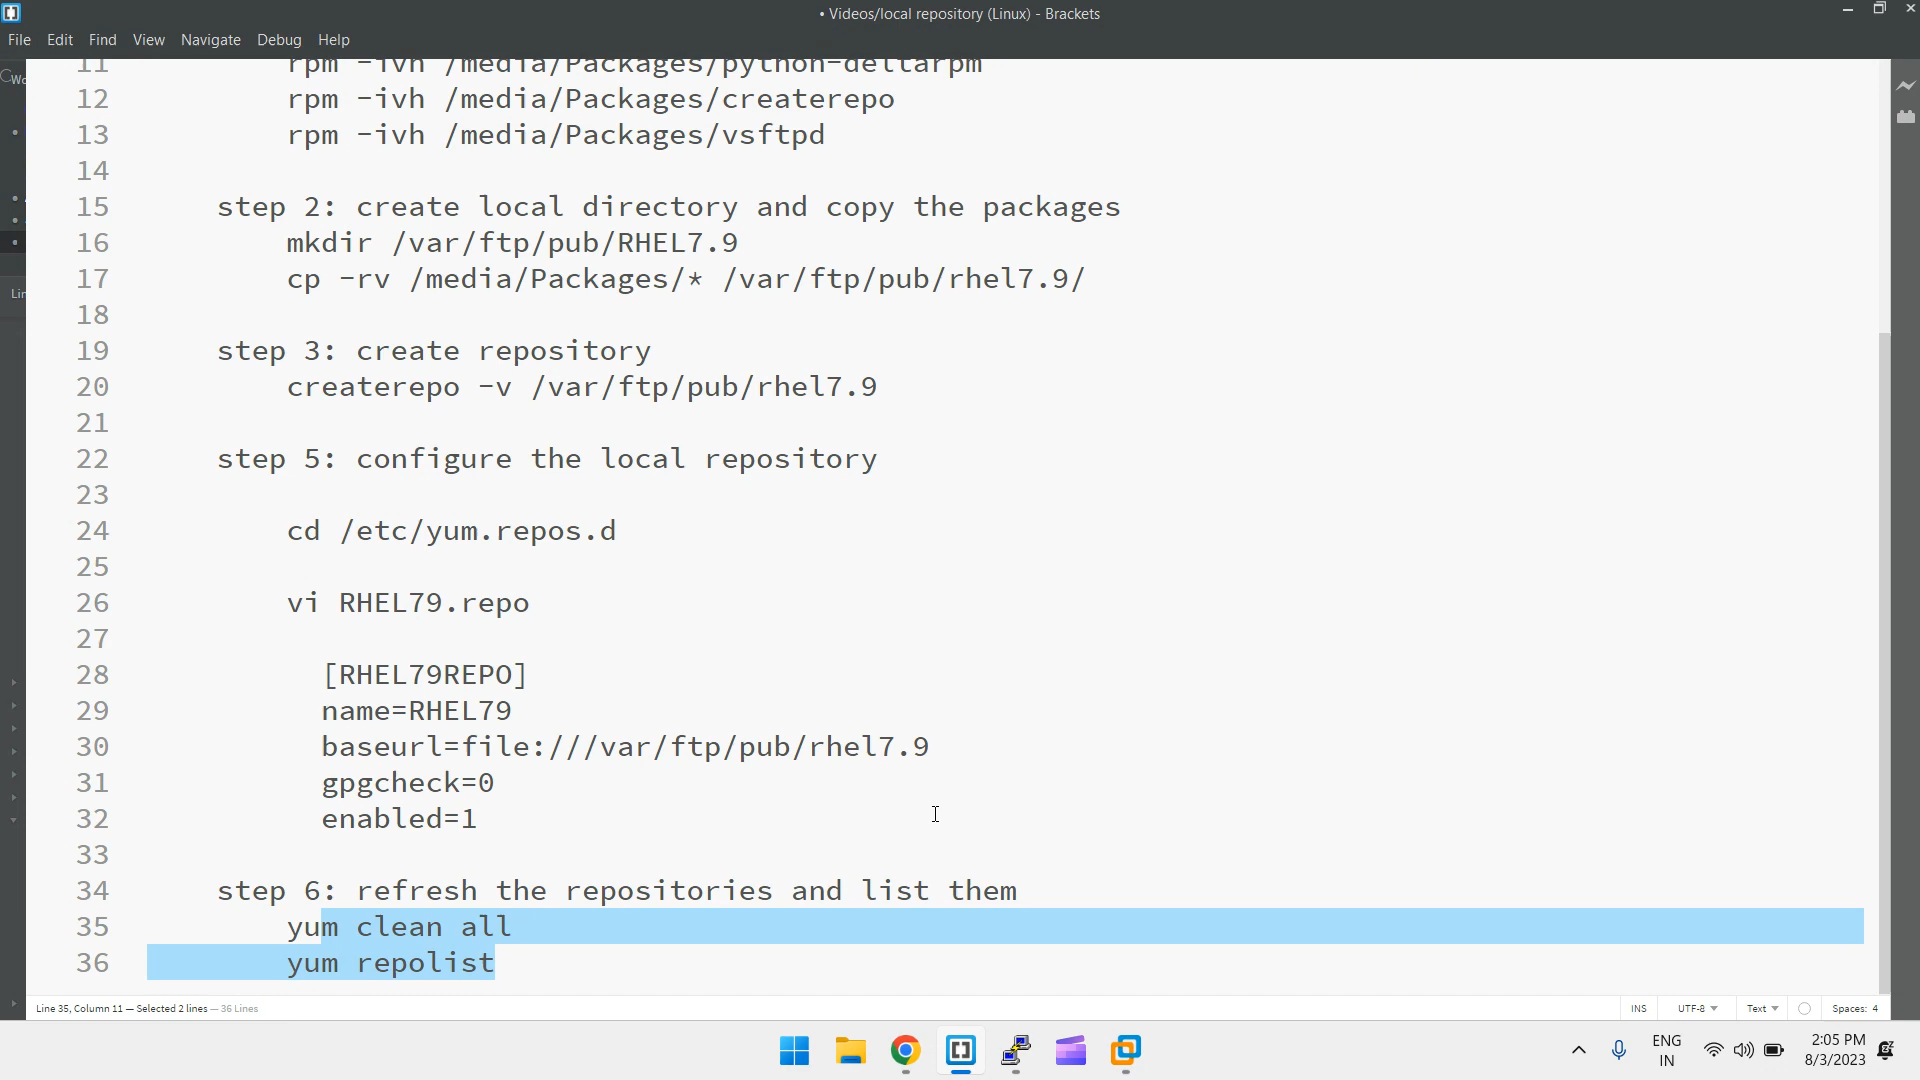 • Videos/local repository (Linux) - Brackets
File Edit Find View Navigate Debug Help
11 rpm -ivh /media/Packages/python-deltarpm
12 rpm -ivh /media/Packages/createrepo
13 rpm -ivh /media/Packages/vsftpd
14
15 step 2: create local directory and copy the packages
16 mkdir /var/ftp/pub/RHEL7.9
17 cp -rv /media/Packages/* /var/ftp/pub/rhel7.9/
18
19 step 3: create repository
20 createrepo -v /var/ftp/pub/rhel7.9
21
22 step 5: configure the local repository
23
24 cd /etc/yum.repos.d
25
26 vi RHEL79.repo
27
28 [RHEL79REPO]
29 name=RHEL79
30 baseurl=file:///var/ftp/pub/rhel7.9
31 gpgcheck=0
32 enabled=1
33
34 step 6: refresh the repositories and list them
35 yum clean all
36 yum repolist
Line 35, Column 11 — Selected 2 lines — 36 Lines
INS UTF-8 Text Spaces: 4
ENG
IN
2:05 PM
8/3/2023